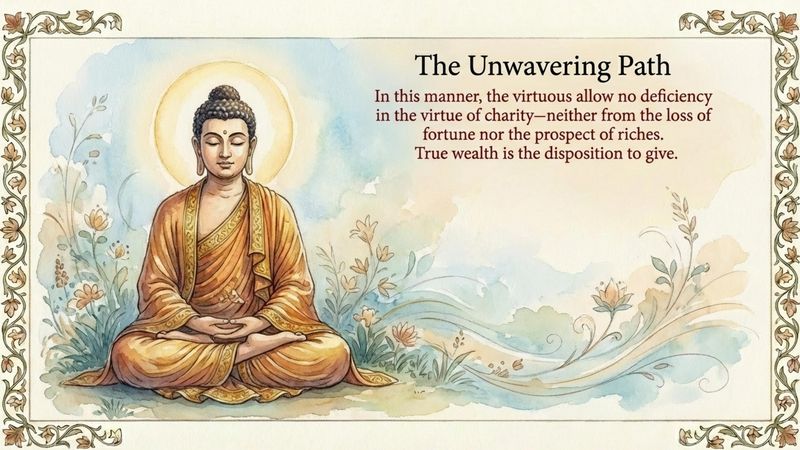 The Unwavering Path
In this manner, the virtuous allow no deficiency
in the virtue of charity—neither from the loss of
fortune nor the prospect of riches.
True wealth is the disposition to give.